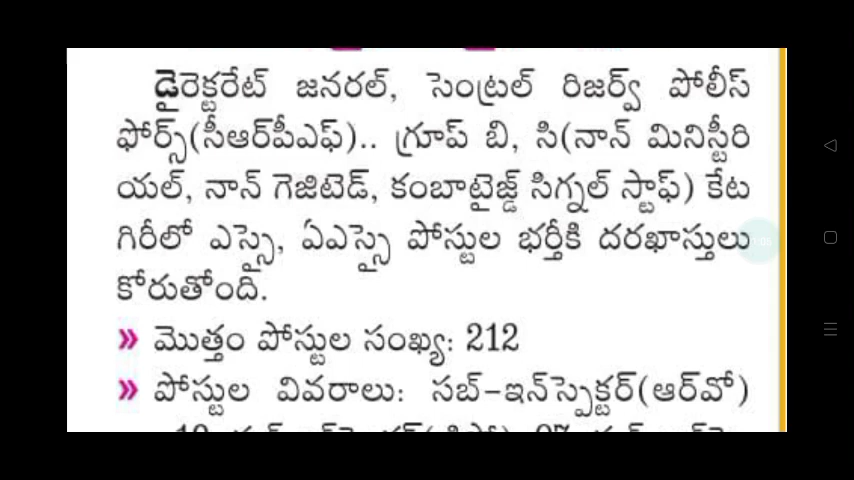 డైరెక్టరేట్ జనరల్, సెంట్రల్ రిజర్వ్ పోలీస్
ఫోర్స్(సీఆర్‌పీఎఫ్).. గ్రూప్ బి, సి(నాన్ మినిస్టీరి
యల్, నాన్ గెజిటెడ్, కంబాటైజ్డ్ సిగ్నల్ స్టాఫ్) కేట
గిరీలో ఎస్సై, ఏఎస్సై పోస్టుల భర్తీకి దరఖాస్తులు
కోరుతోంది.
» మొత్తం పోస్టుల సంఖ్య: 212
» పోస్టుల వివరాలు: సబ్-ఇన్‌స్పెక్టర్(ఆర్‌వో)